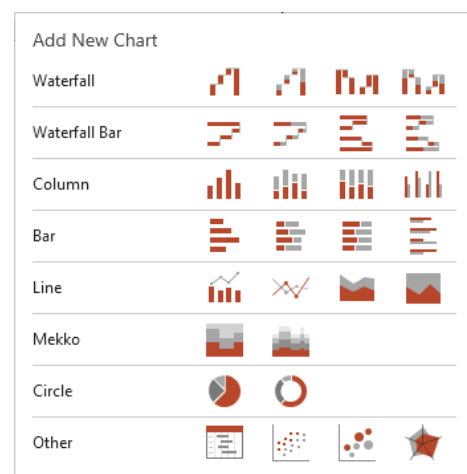 Add New Chart
Waterfall
Waterfall Bar
Column
Bar
Line
Mekko
Circle
Other